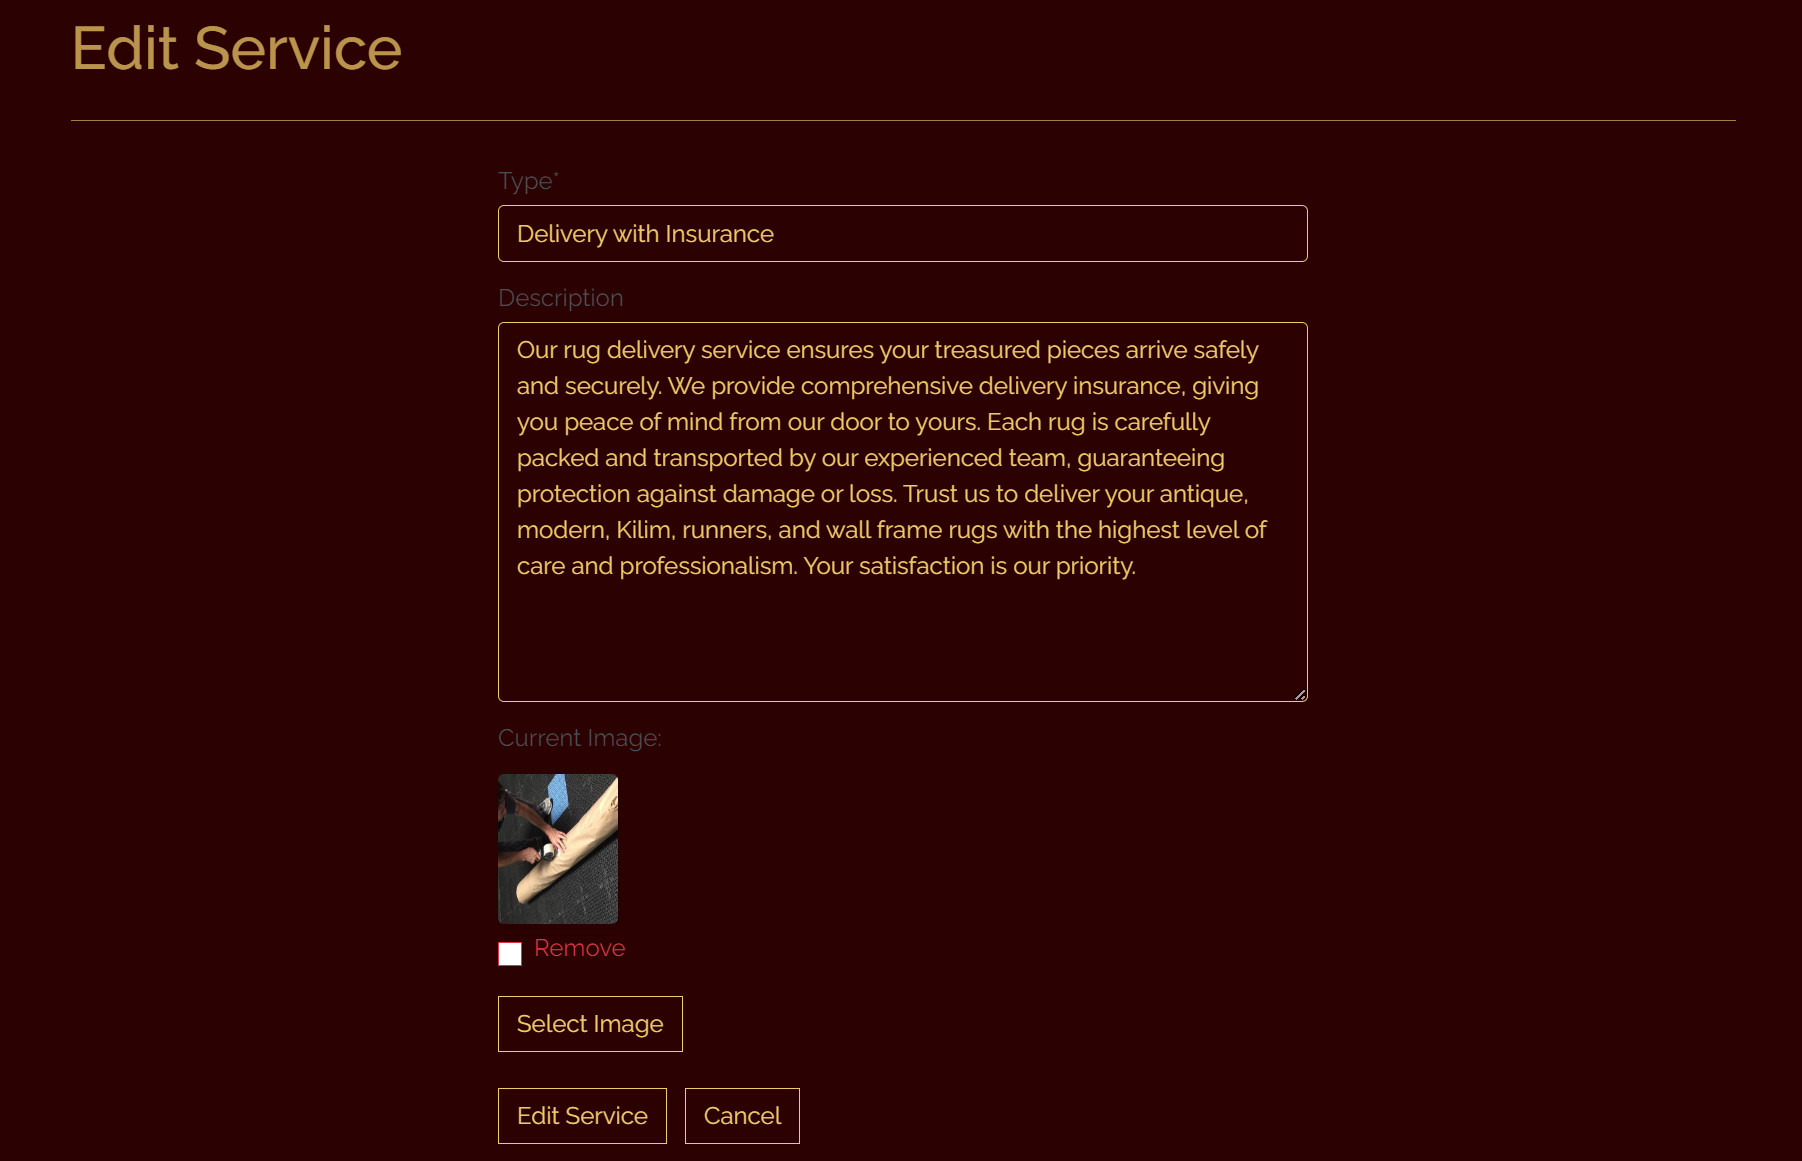 Edit Service
Type*
Delivery with Insurance
Description
Our rug delivery service ensures your treasured pieces arrive safely
and securely. We provide comprehensive delivery insurance, giving
you peace of mind from our door to yours. Each rug is carefully
packed and transported by our experienced team, guaranteeing
protection against damage or loss. Trust us to deliver your antique,
modern, Kilim, runners, and wall frame rugs with the highest level of
care and professionalism. Your satisfaction is our priority.
Current Image:
Remove
Select Image
Edit Service Cancel